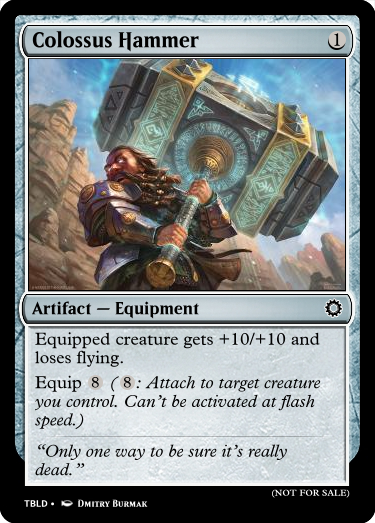 Colossus Hammer 1
Artifact — Equipment
Equipped creature gets +10/+10 and
loses flying.
Equip 8 ( 8 : Attach to target creature
you control. Can't be activated at flash
speed.)
“Only one way to be sure it's really
dead.”
(NOT FOR SALE)
TBLD • Dmitry Burmak